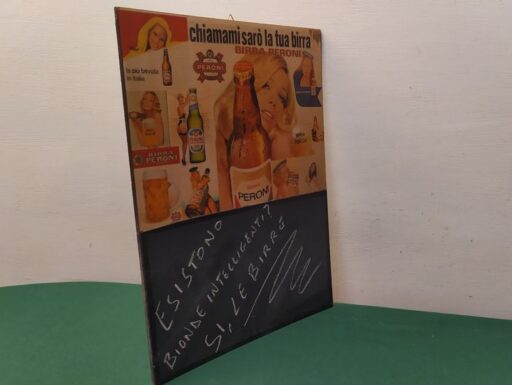 chiamami sarò la tua birra
BIRRA PERONI
PERONI
la più bevuta
in Italia
BIRRA
PERONI
PERONI
ESISTONO
BIONDE INTELLIGENTI?
SI, LE BIRRE